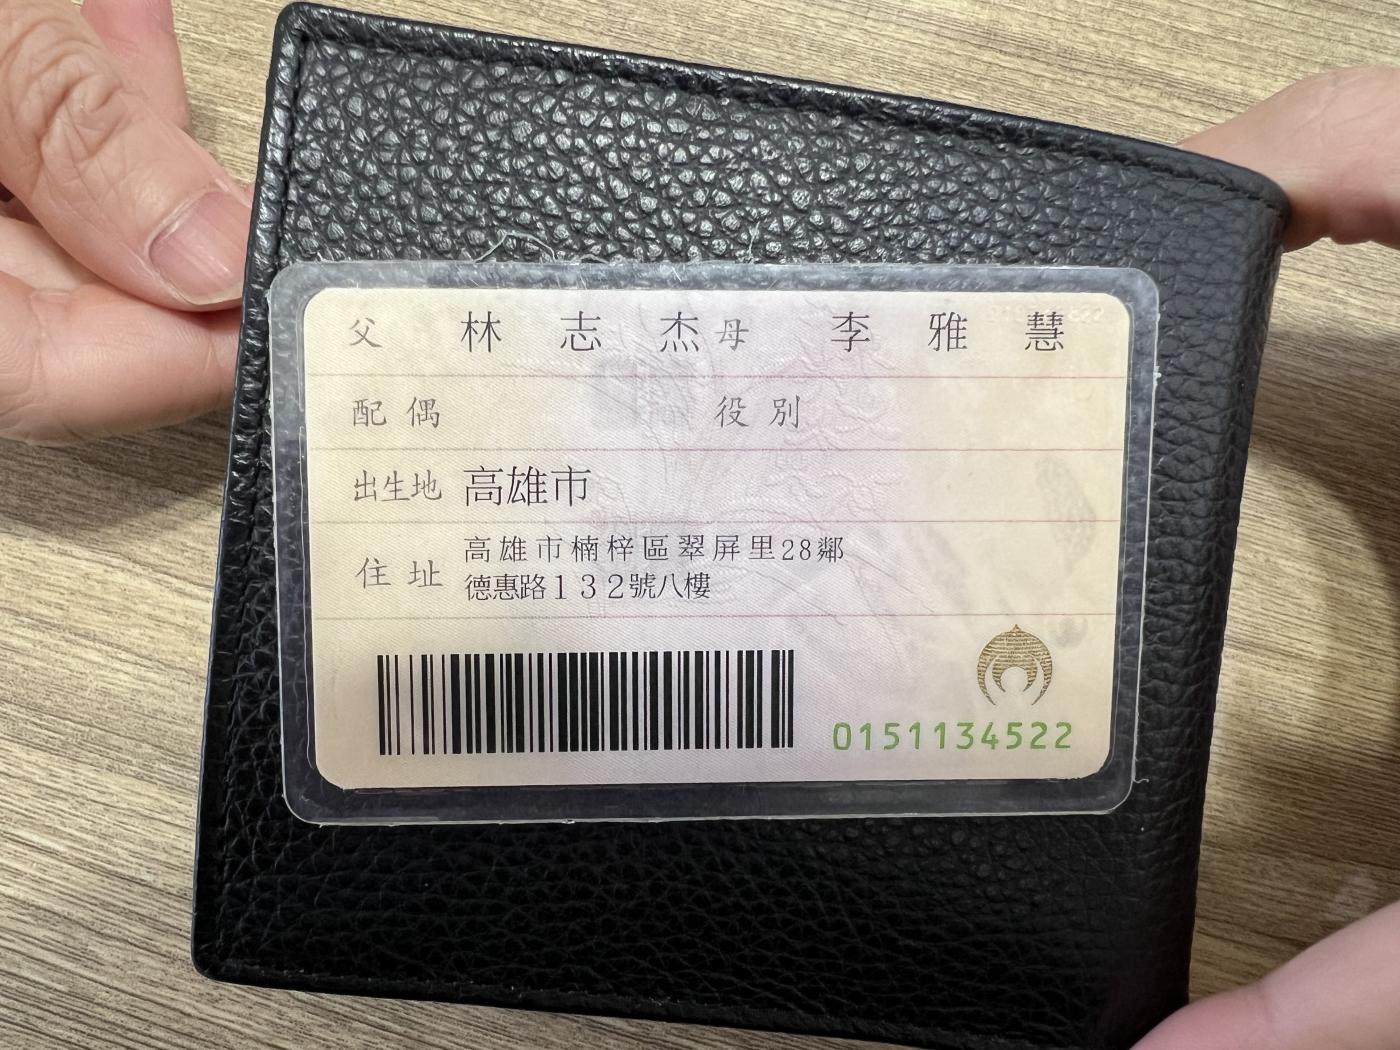 父 林志杰 母 李雅慧
配偶 役別
出生地 高雄市
住址 高雄市楠梓區翠屏里28鄰
德惠路132號八樓
0151134522